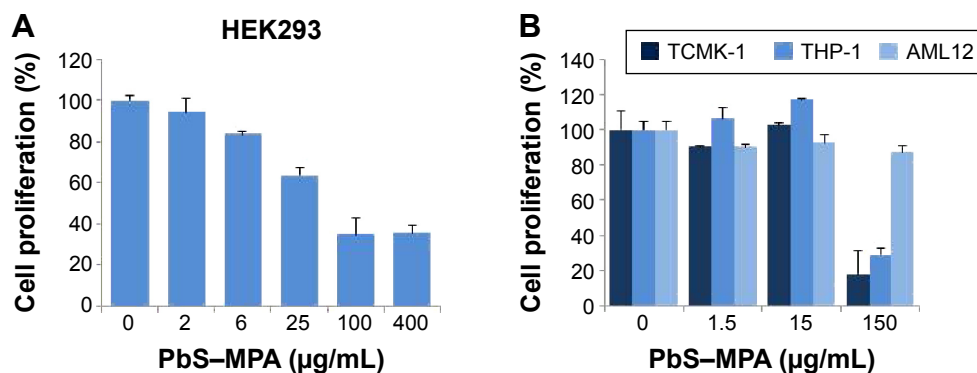 A
HEK293
Cell proliferation (%)
120
100
80
60
40
20
0
0 2 6 25 100 400
PbS–MPA (µg/mL)
B
TCMK-1 THP-1 AML12
Cell proliferation (%)
140
120
100
80
60
40
20
0
0 1.5 15 150
PbS–MPA (µg/mL)